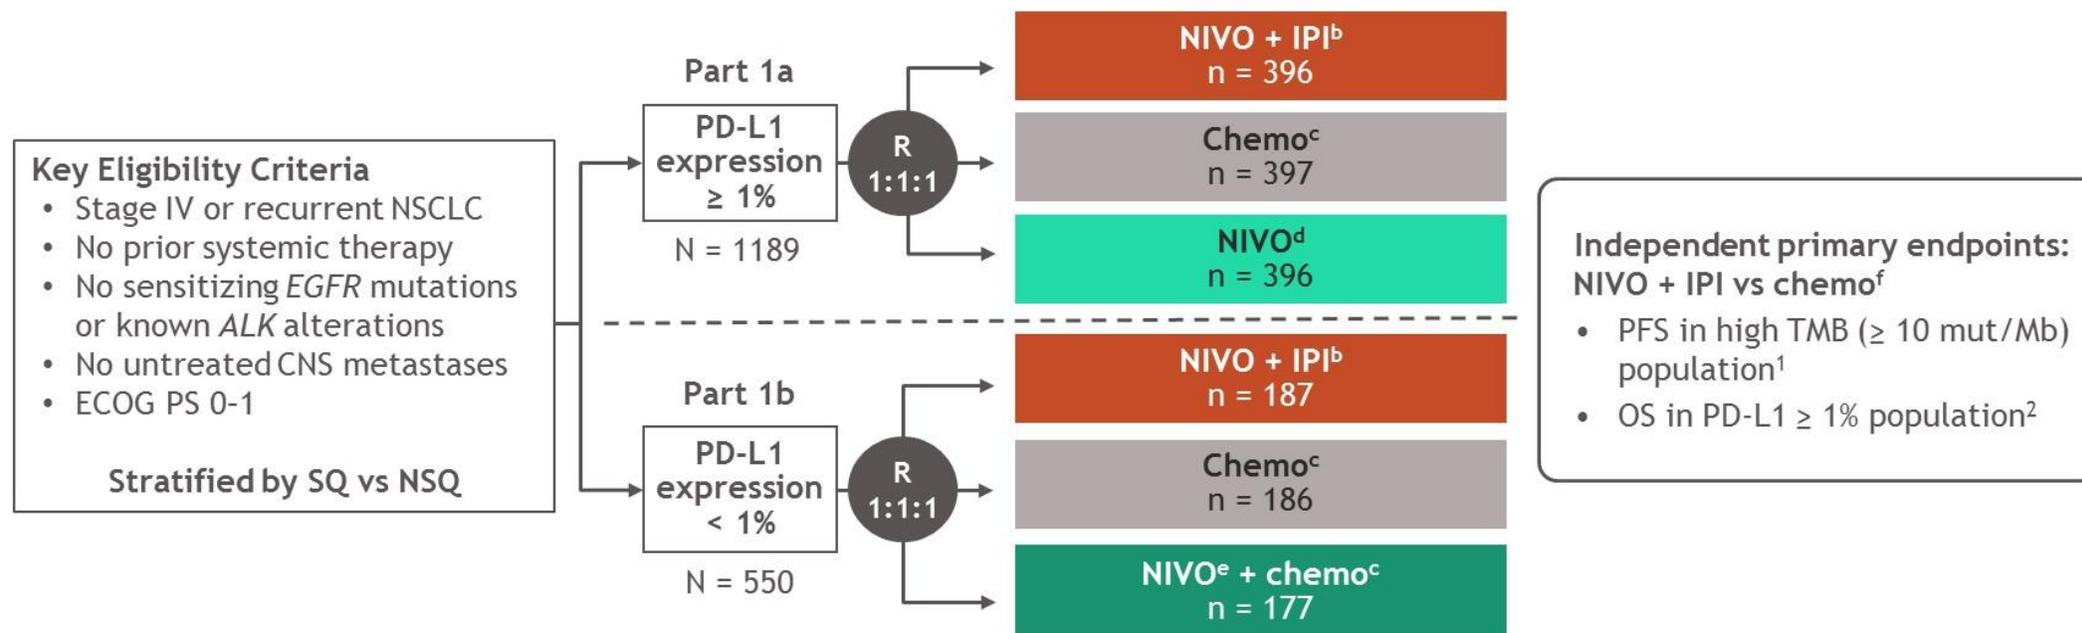 Key Eligibility Criteria
• Stage IV or recurrent NSCLC
• No prior systemic therapy
• No sensitizing EGFR mutations
or known ALK alterations
• No untreated CNS metastases
• ECOG PS 0-1
Stratified by SQ vs NSQ
Part 1a
PD-L1
expression
≥ 1%
N = 1189
R
1:1:1
NIVO + IPIᵇ
n = 396
Chemoᶜ
n = 397
NIVOᵈ
n = 396
Part 1b
PD-L1
expression
< 1%
N = 550
R
1:1:1
NIVO + IPIᵇ
n = 187
Chemoᶜ
n = 186
NIVOᵉ + chemoᶜ
n = 177
Independent primary endpoints:
NIVO + IPI vs chemoᶠ
• PFS in high TMB (≥ 10 mut/Mb)
population¹
• OS in PD-L1 ≥ 1% population²